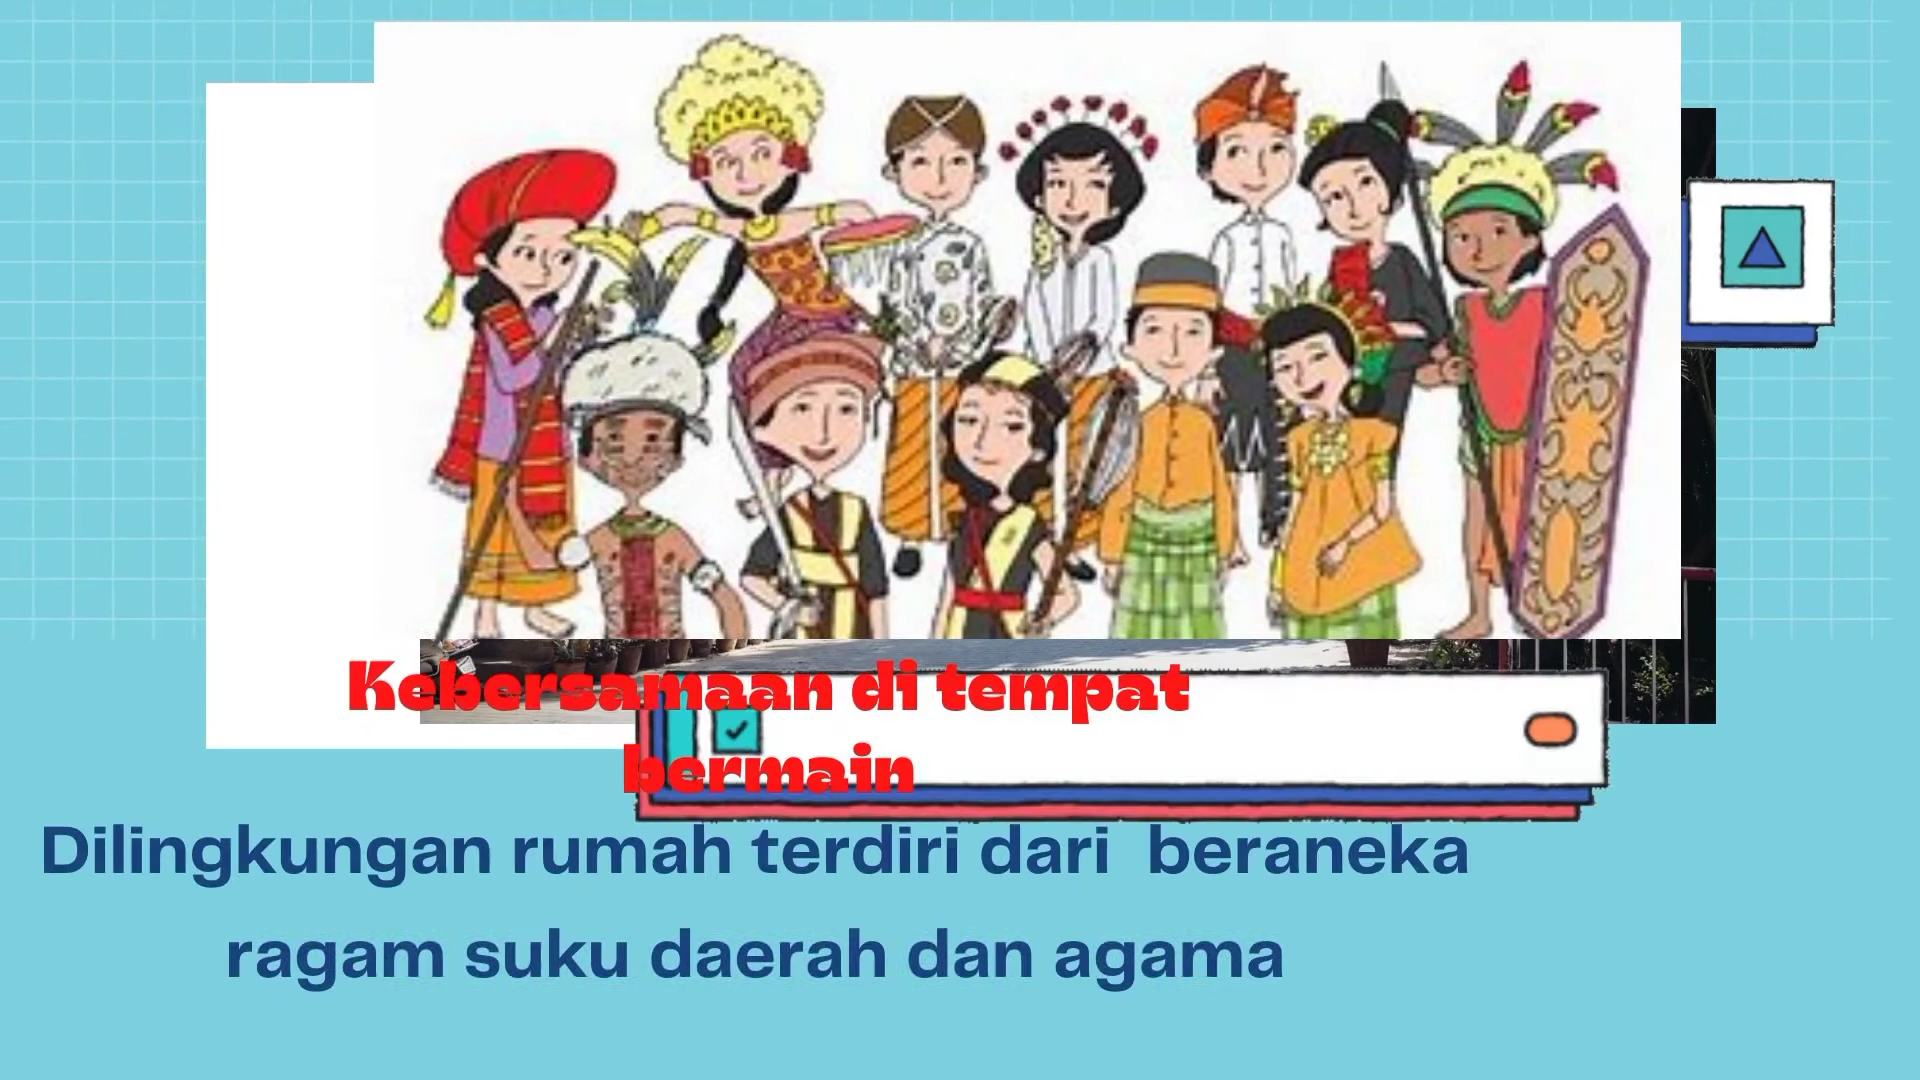 Kebersamaan di tempat
bermain
Dilingkungan rumah terdiri dari beraneka
ragam suku daerah dan agama